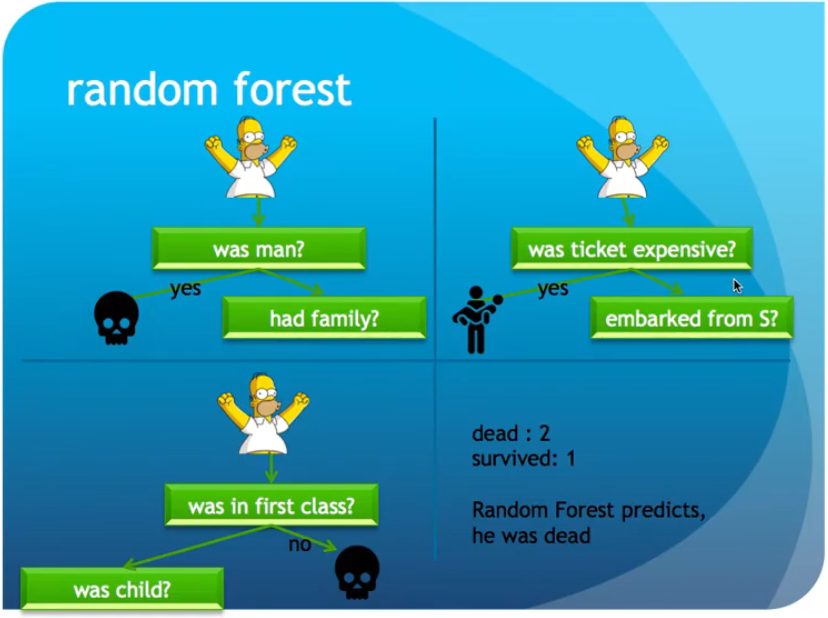 random forest
was man?
yes
had family?
was ticket expensive?
yes
embarked from S?
was in first class?
no
was child?
dead : 2
survived: 1
Random Forest predicts,
he was dead